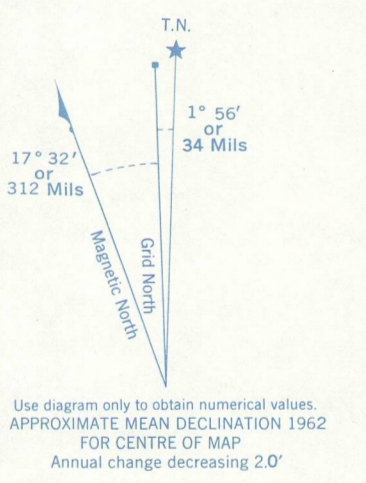 T.N.
1° 56′
or
34 Mils
17° 32′
or
312 Mils
Magnetic North
Grid North
Use diagram only to obtain numerical values.
APPROXIMATE MEAN DECLINATION 1962
FOR CENTRE OF MAP
Annual change decreasing 2.0′